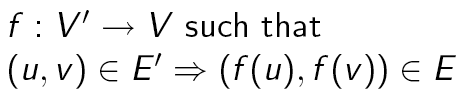 f : V′ → V such that
(u, v) ∈ E′ ⇒ (f(u), f(v)) ∈ E